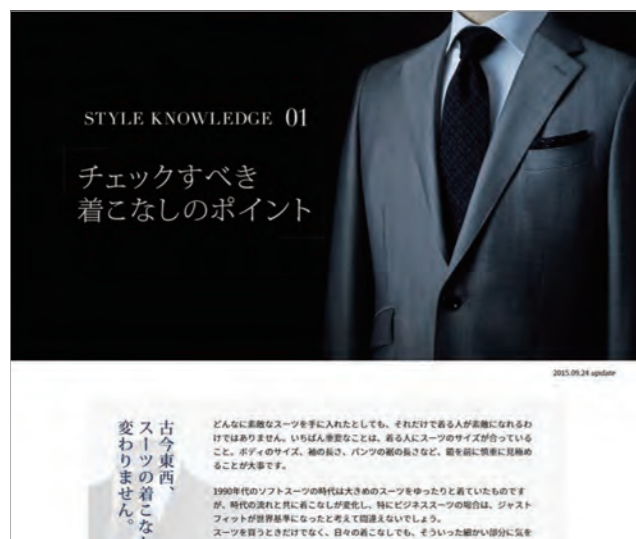 STYLE KNOWLEDGE 01
チェックすべき
着こなしのポイント
2015.09.24 update
古今東西、
スーツの着こな
変わりません。
どんなに素敵なスーツを手に入れたとしても、それだけで着る人が素敵になれるわ
けではありません。いちばん重要なことは、着る人にスーツのサイズが合っている
こと。ボディのサイズ、袖の長さ、パンツの裾の長さなど、鏡を前に慎重に見極め
ることが大事です。
1990年代のソフトスーツの時代は大きめのスーツをゆったりと着ていたものです
が、時代の流れと共に着こなしが変化し、特にビジネススーツの場合は、ジャスト
フィットが世界基準になったと考えて間違えないでしょう。
スーツを買うときだけでなく、日々の着こなしでも、そういった細かい部分に気を